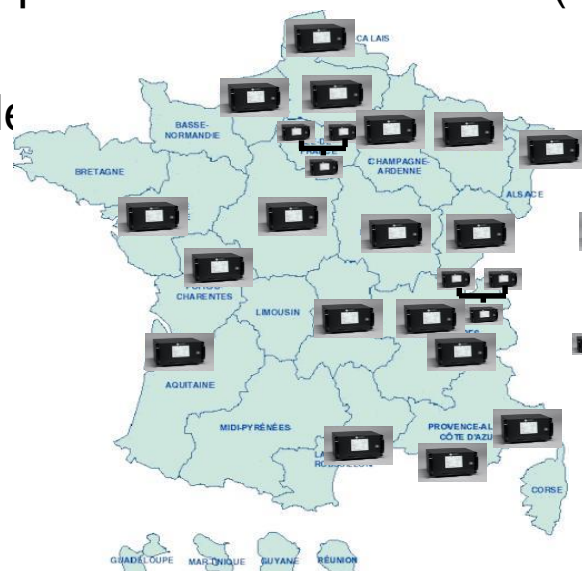 CALAIS
BASSE-
NORMANDIE
BRETAGNE
CHAMPAGNE-
ARDENNE
ALSACE
CHARENTES
LIMOUSIN
AQUITAINE
MIDI-PYRÉNÉES
PROVENCE-AL
CÔTE D'AZU
CORSE
GUADELOUPE
MARTINIQUE
GUYANE
RÉUNION